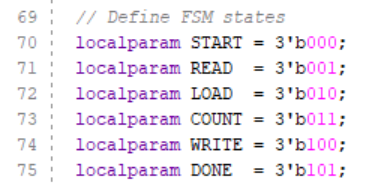 69 // Define FSM states
70 localparam START = 3'b000;
71 localparam READ  = 3'b001;
72 localparam LOAD  = 3'b010;
73 localparam COUNT = 3'b011;
74 localparam WRITE = 3'b100;
75 localparam DONE  = 3'b101;